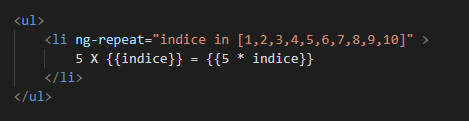 <ul>
<li ng-repeat="indice in [1,2,3,4,5,6,7,8,9,10]" >
5 X {{indice}} = {{5 * indice}}
</li>
</ul>